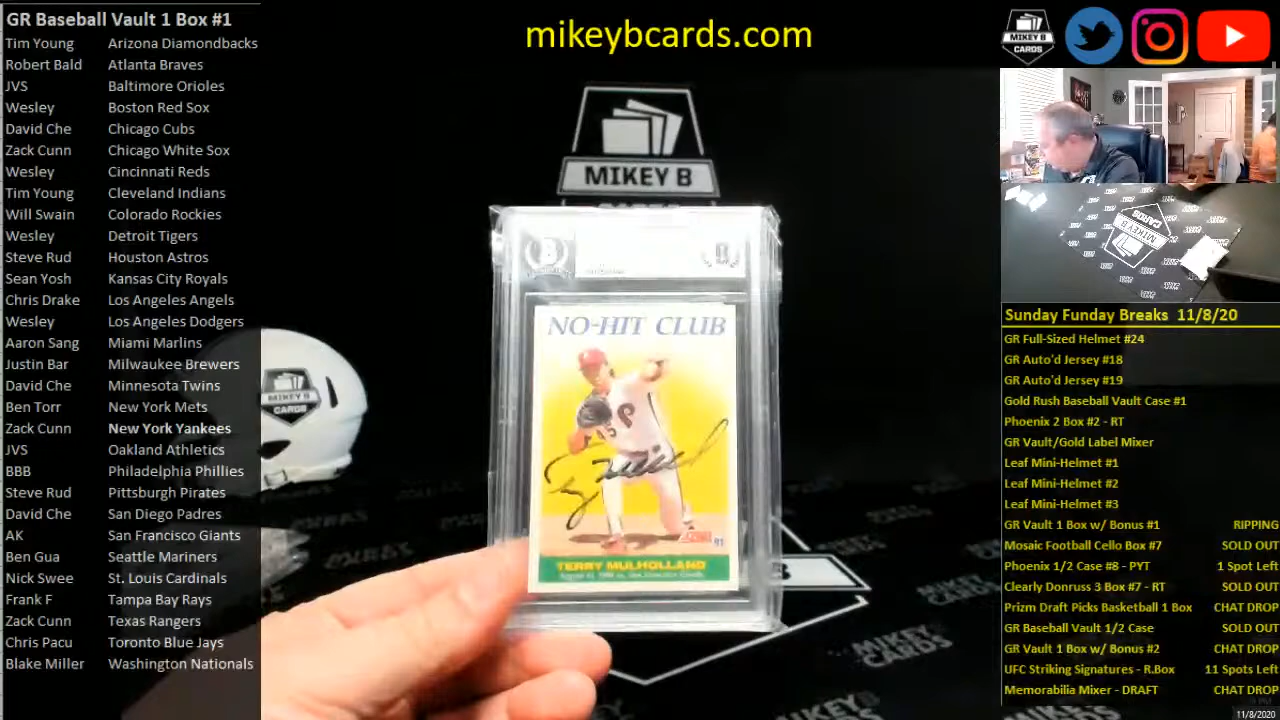 GR Baseball Vault 1 Box #1
Tim Young Arizona Diamondbacks
Robert Bald Atlanta Braves
JVS Baltimore Orioles
Wesley Boston Red Sox
David Che Chicago Cubs
Zack Cunn Chicago White Sox
Wesley Cincinnati Reds
Tim Young Cleveland Indians
Will Swain Colorado Rockies
Wesley Detroit Tigers
Steve Rud Houston Astros
Sean Yosh Kansas City Royals
Chris Drake Los Angeles Angels
Wesley Los Angeles Dodgers
Aaron Sang Miami Marlins
Justin Bar Milwaukee Brewers
David Che Minnesota Twins
Ben Torr New York Mets
Zack Cunn New York Yankees
JVS Oakland Athletics
BBB Philadelphia Phillies
Steve Rud Pittsburgh Pirates
David Che San Diego Padres
AK San Francisco Giants
Ben Gua Seattle Mariners
Nick Swee St. Louis Cardinals
Frank F Tampa Bay Rays
Zack Cunn Texas Rangers
Chris Pacu Toronto Blue Jays
Blake Miller Washington Nationals
mikeybcards.com
MIKEY B
NO-HIT CLUB
45
TERRY MULHOLLAND
MIKEY B
CARDS
MIKEY B
CARDS
MIKEY B
CARDS
Sunday Funday Breaks 11/8/20
GR Full-Sized Helmet #24
GR Auto'd Jersey #18
GR Auto'd Jersey #19
Gold Rush Baseball Vault Case #1
Phoenix 2 Box #2 - RT
GR Vault/Gold Label Mixer
Leaf Mini-Helmet #1
Leaf Mini-Helmet #2
Leaf Mini-Helmet #3
GR Vault 1 Box w/ Bonus #1 RIPPING
Mosaic Football Cello Box #7 SOLD OUT
Phoenix 1/2 Case #8 - PYT 1 Spot Left
Clearly Donruss 3 Box #7 - RT SOLD OUT
Prizm Draft Picks Basketball 1 Box CHAT DROP
GR Baseball Vault 1/2 Case SOLD OUT
GR Vault 1 Box w/ Bonus #2 CHAT DROP
UFC Striking Signatures - R.Box 11 Spots Left
Memorabilia Mixer - DRAFT CHAT DROP
11/8/2020